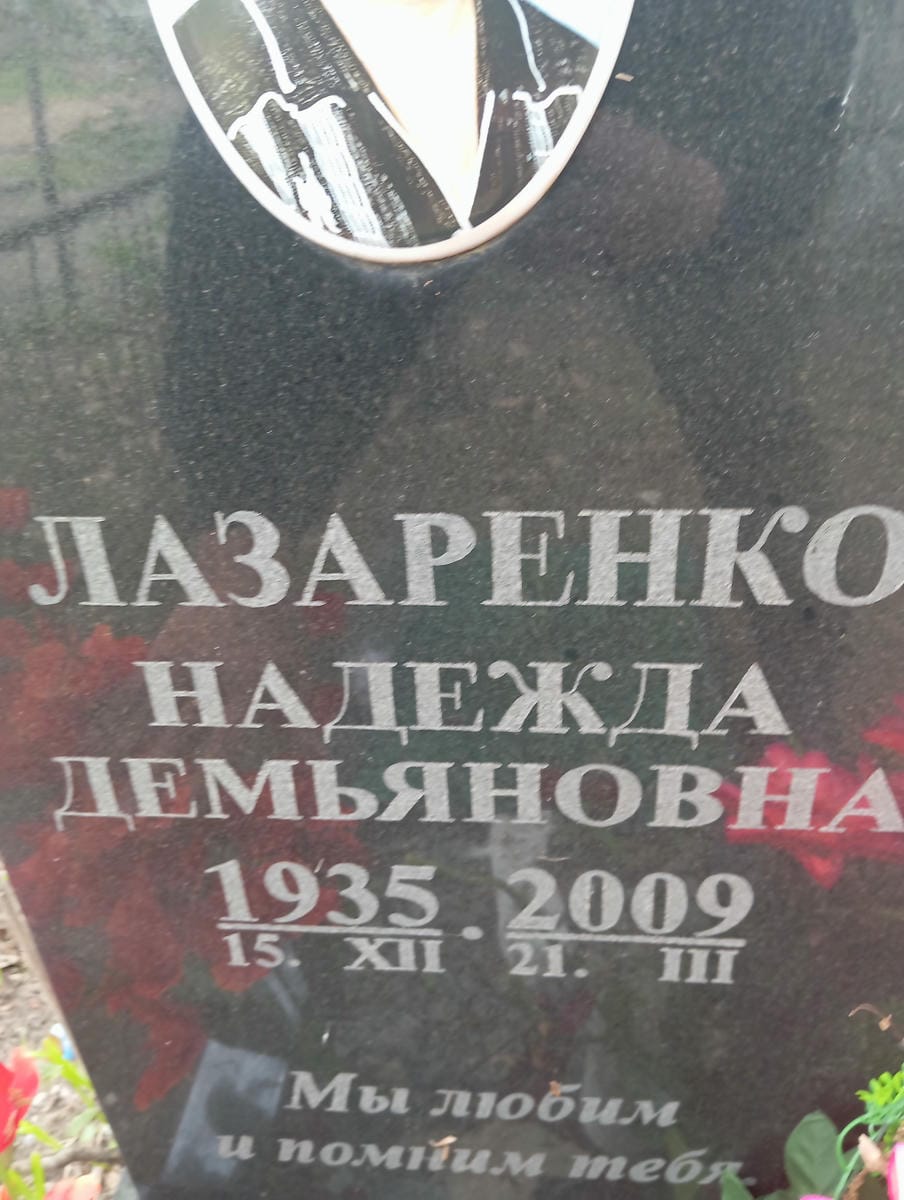 ЛАЗАРЕНКО
НАДЕЖДА
ДЕМЬЯНОВНА
1935 . 2009
15. XII 21. III
Мы любим
и помним тебя.